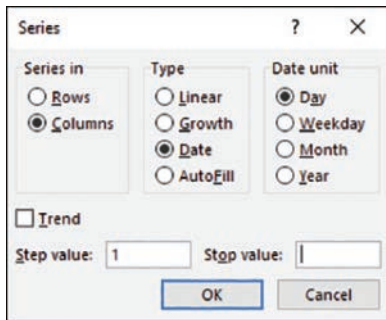 Series ? ×
Series in Type Date unit
Rows Linear Day
Columns Growth Weekday
Date Month
AutoFill Year
Trend
Step value: 1 Stop value:
OK Cancel